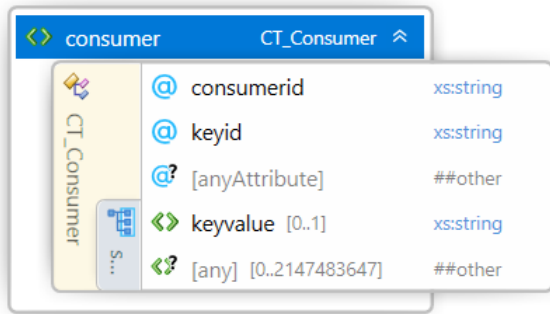 consumer CT_Consumer
CT_Consumer
@ consumerid xs:string
@ keyid xs:string
@? [anyAttribute] ##other
S...
<> keyvalue [0..1] xs:string
<>? [any] [0..2147483647] ##other